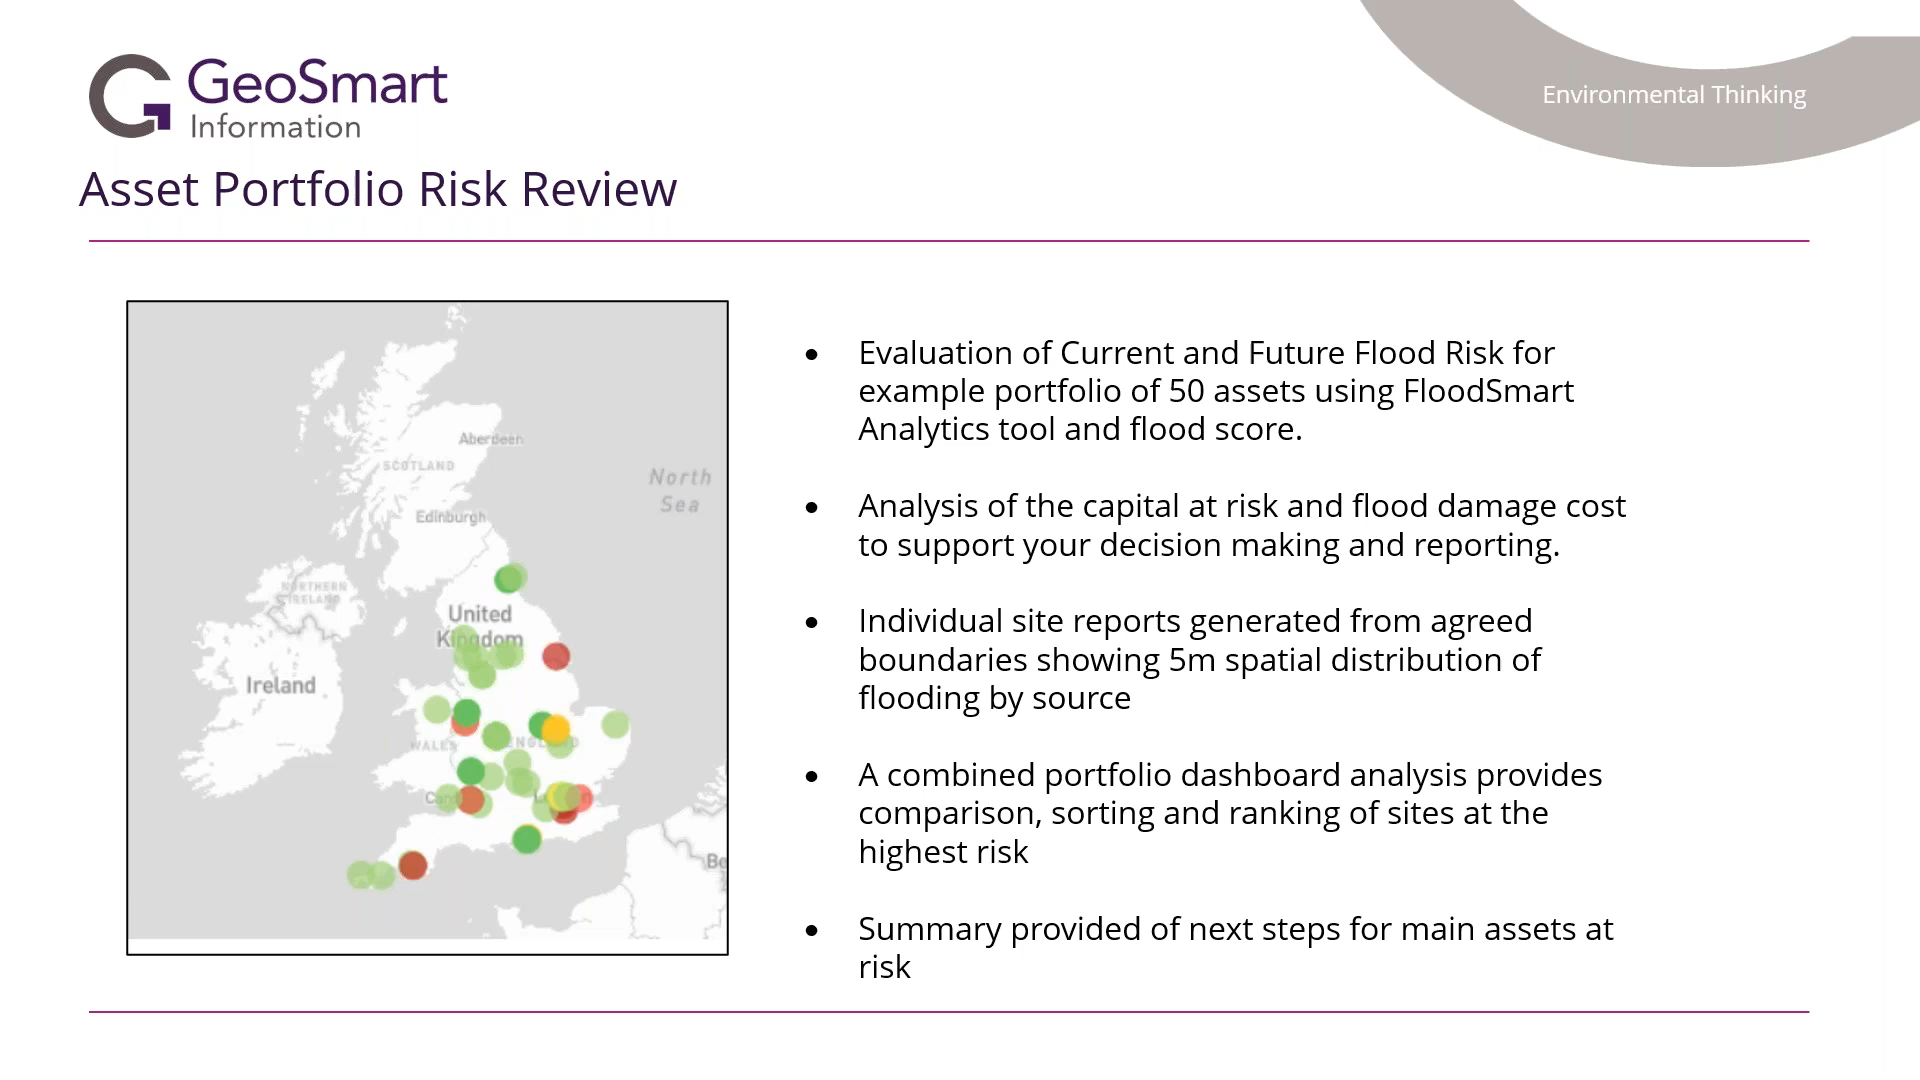 GeoSmart
Information
Environmental Thinking
Asset Portfolio Risk Review
Aberdeen
SCOTLAND
North
Sea
Edinburgh
NORTHERN
IRELAND
United
Kingdom
Ireland
WALES
ENGLAND
Be
• Evaluation of Current and Future Flood Risk for
example portfolio of 50 assets using FloodSmart
Analytics tool and flood score.
• Analysis of the capital at risk and flood damage cost
to support your decision making and reporting.
• Individual site reports generated from agreed
boundaries showing 5m spatial distribution of
flooding by source
• A combined portfolio dashboard analysis provides
comparison, sorting and ranking of sites at the
highest risk
• Summary provided of next steps for main assets at
risk